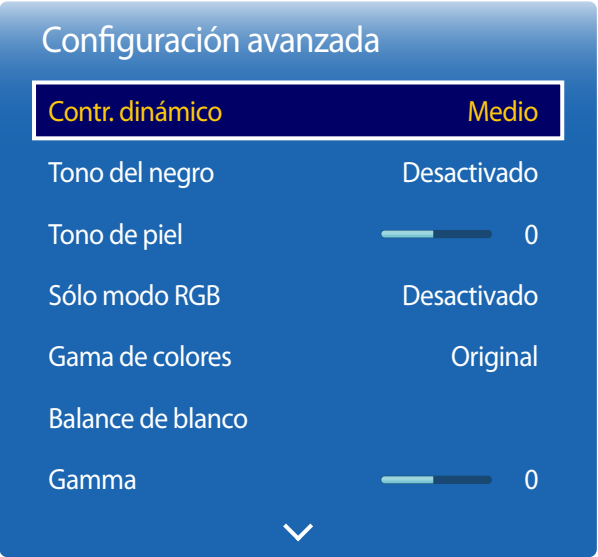 Configuración avanzada
Contr. dinámico Medio
Tono del negro Desactivado
Tono de piel 0
Sólo modo RGB Desactivado
Gama de colores Original
Balance de blanco
Gamma 0